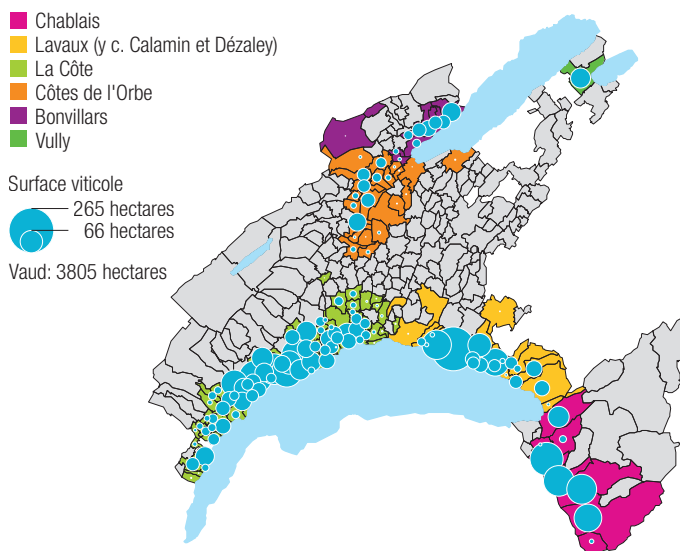 Chablais
Lavaux (y c. Calamin et Dézaley)
La Côte
Côtes de l'Orbe
Bonvillars
Vully
Surface viticole
265 hectares
66 hectares
Vaud: 3805 hectares